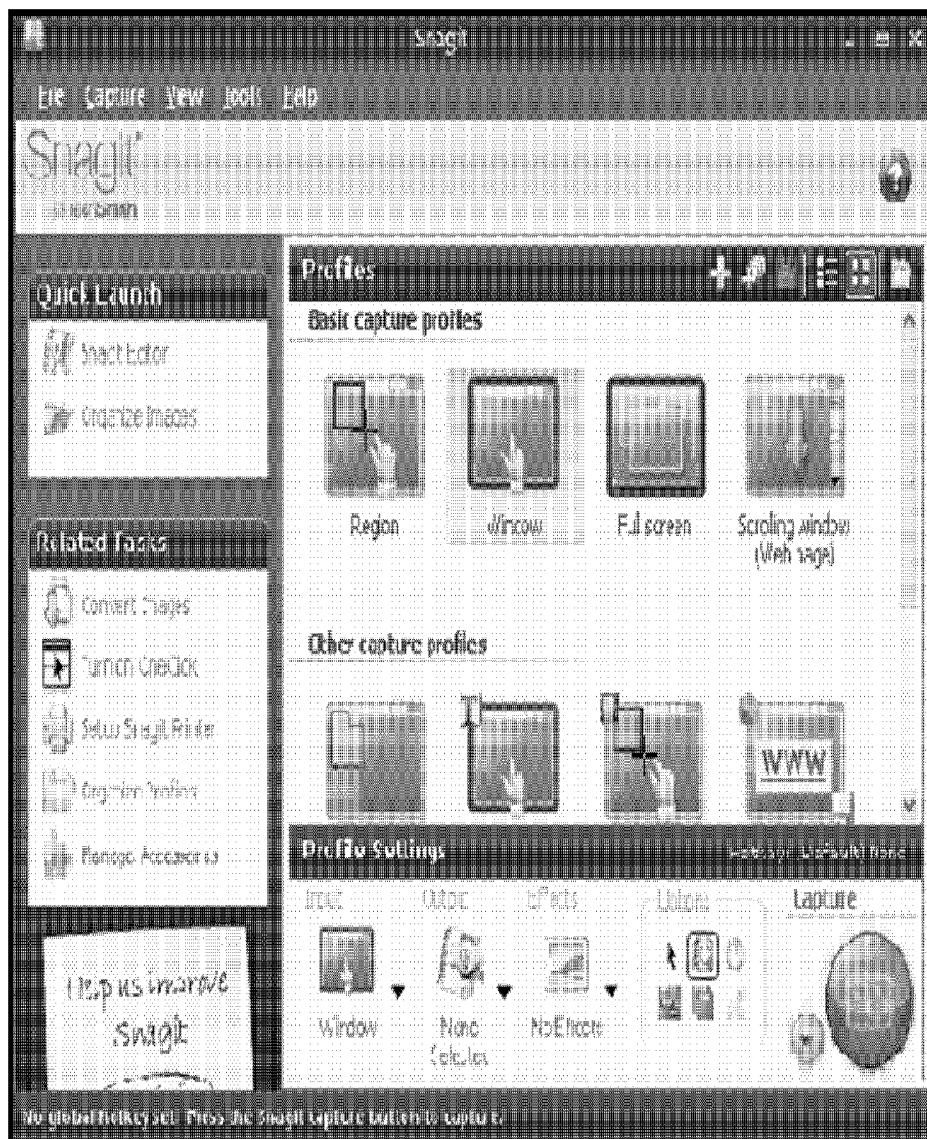 Snagit
File Capture View Tools Help
Snagit
Quick Launch
Snagit Editor
Organize Images
Related Tasks
Convert Images
Turn on OneClick
Setup Snagit Printer
Organize Profiles
Manage Accessories
Help us improve
Snagit
Profiles
Basic capture profiles
Region
Window
Full screen
Scrolling window
(Web page)
Other capture profiles
WWW
Profile Settings
Input
Output
Effects
Options
Capture
Window
None
Selected
No Effects
No global hotkey set. Press the Snagit capture button to capture.